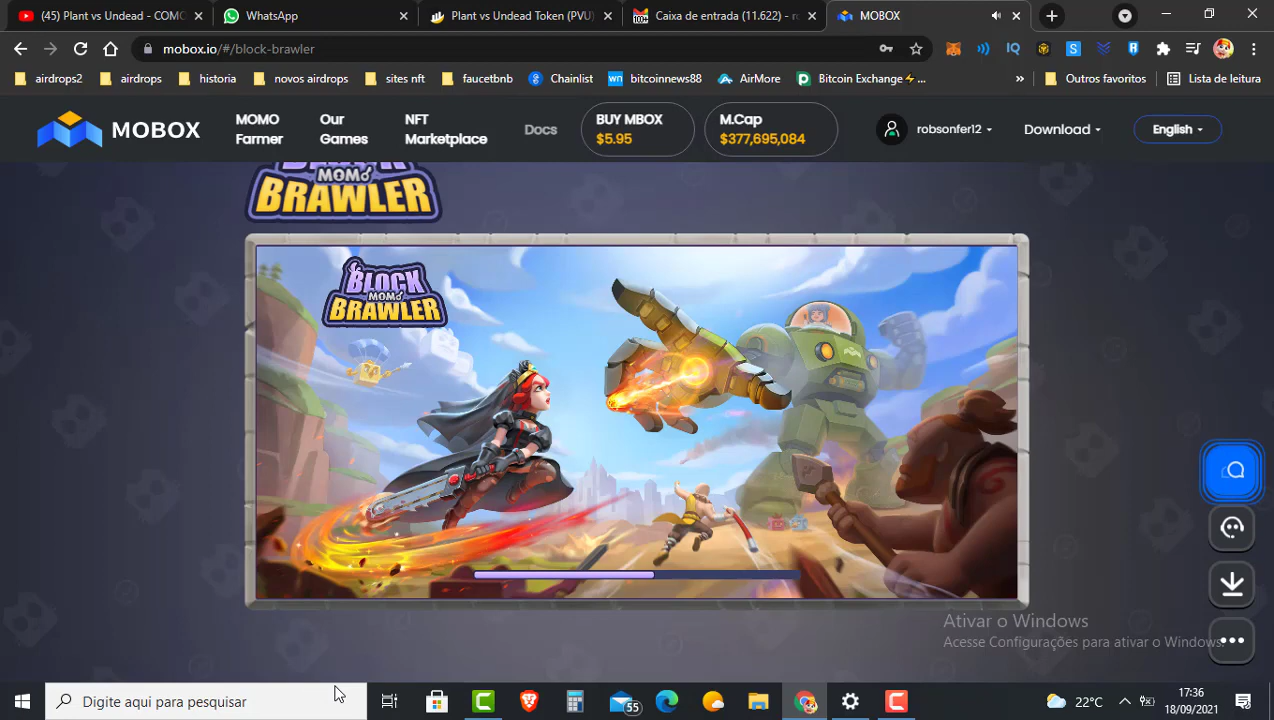 (45) Plant vs Undead - COMO
WhatsApp
Plant vs Undead Token (PVU)
Caixa de entrada (11.622) - ro
MOBOX
mobox.io/#/block-brawler
airdrops2
airdrops
historia
novos airdrops
sites nft
faucetbnb
Chainlist
bitcoinnews88
AirMore
Bitcoin Exchange⚡...
»
Outros favoritos
Lista de leitura
MOBOX
MOMO
Farmer
Our
Games
NFT
Marketplace
Docs
BUY MBOX
$5.95
M.Cap
$377,695,084
robsonfer12
Download
English
MOMO
BRAWLER
BLOCK
MOMO
BRAWLER
Ativar o Windows
Acesse Configurações para ativar o Windows.
Digite aqui para pesquisar
55
22°C
17:36
18/09/2021